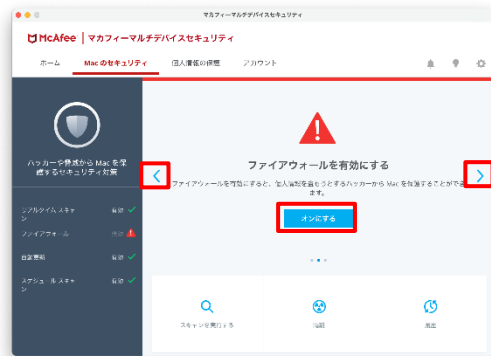 マカフィーマルチデバイスセキュリティ
McAfee マカフィーマルチデバイスセキュリティ
ホーム Mac のセキュリティ 個人情報の保護 アカウント
ハッカーや脅威から Mac を保
護するセキュリティ対策
リアルタイム スキャ
ン
有効
ファイアウォール
自動更新 有効
スケジュール スキャ
ン
有効
ファイアウォールを有効にする
ファイアウォールを有効にすると、個人情報を盗もうとするハッカーから Mac を保護することができ
ます。
オンにする
スキャンを実行する
隔離
履歴